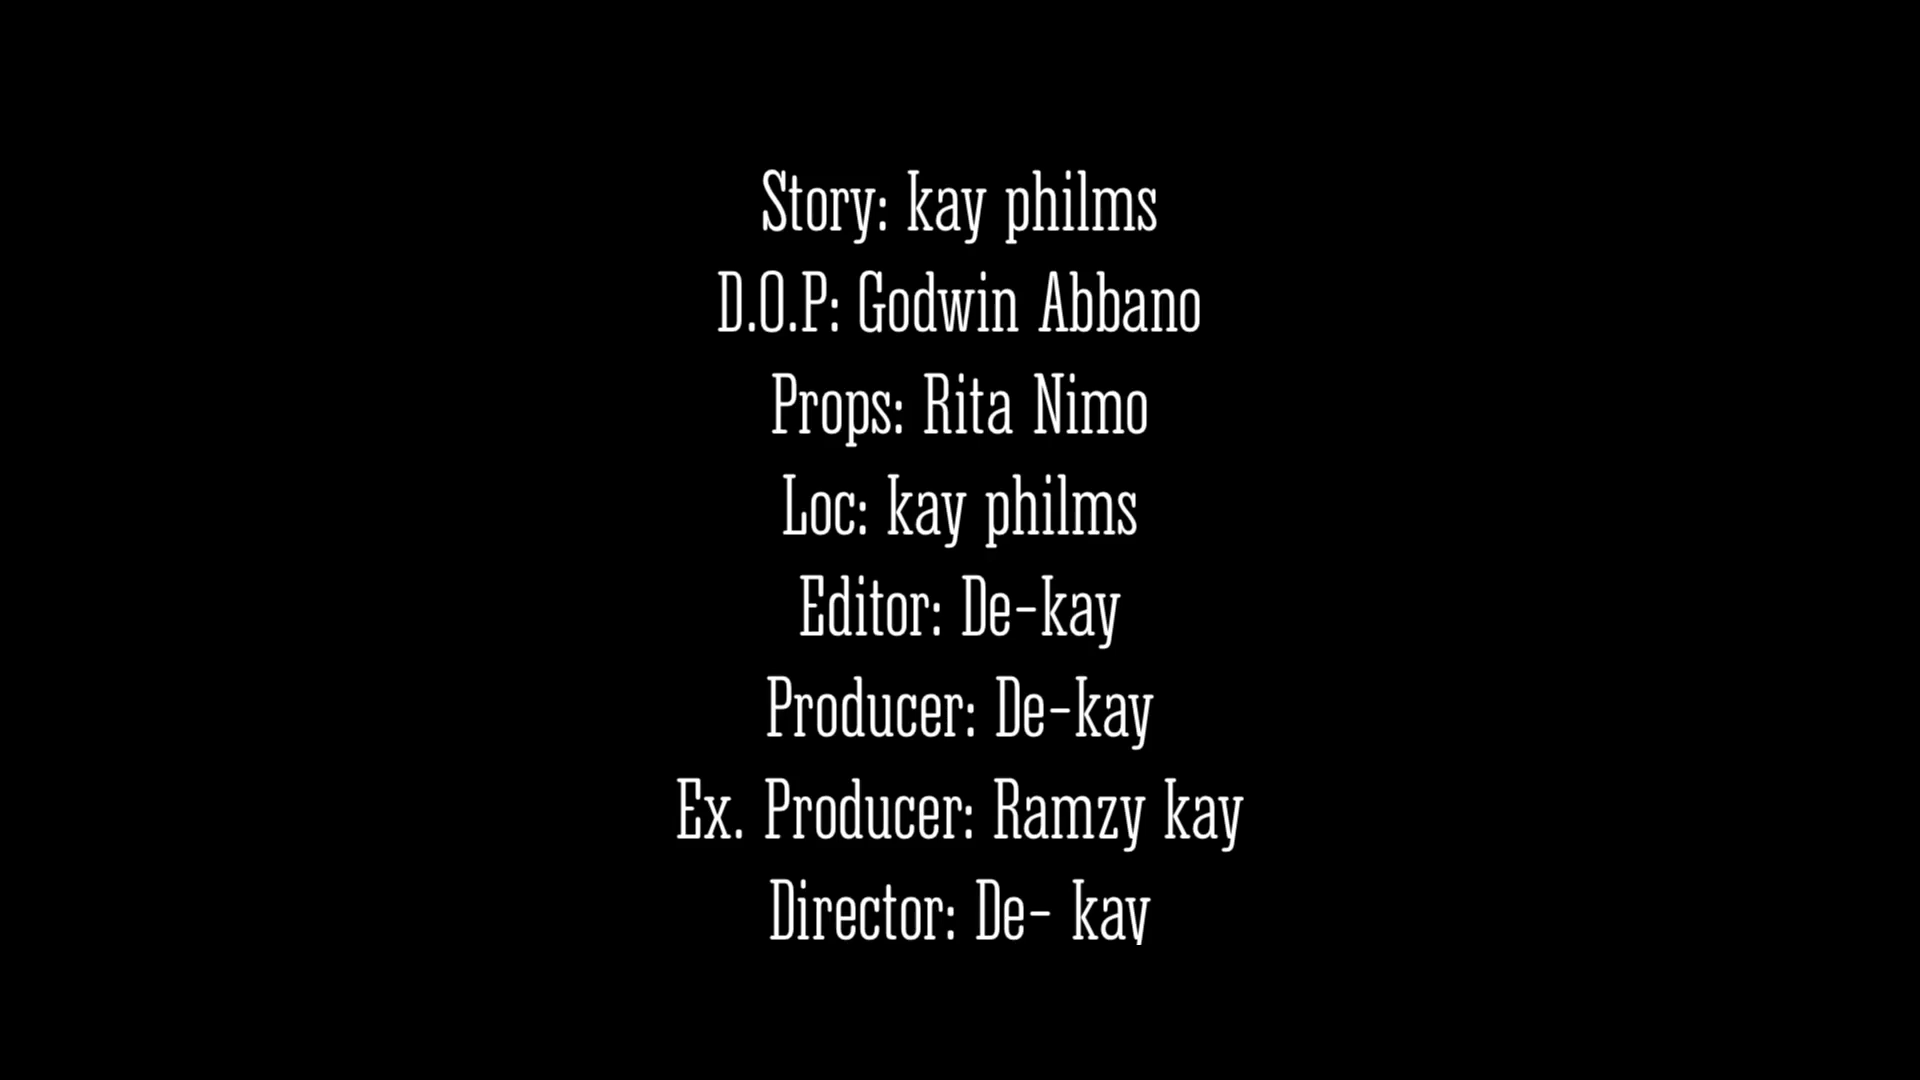 Story: kay philms
D.O.P: Godwin Abbano
Props: Rita Nimo
Loc: kay philms
Editor: De-kay
Producer: De-kay
Ex. Producer: Ramzy kay
Director: De- kay